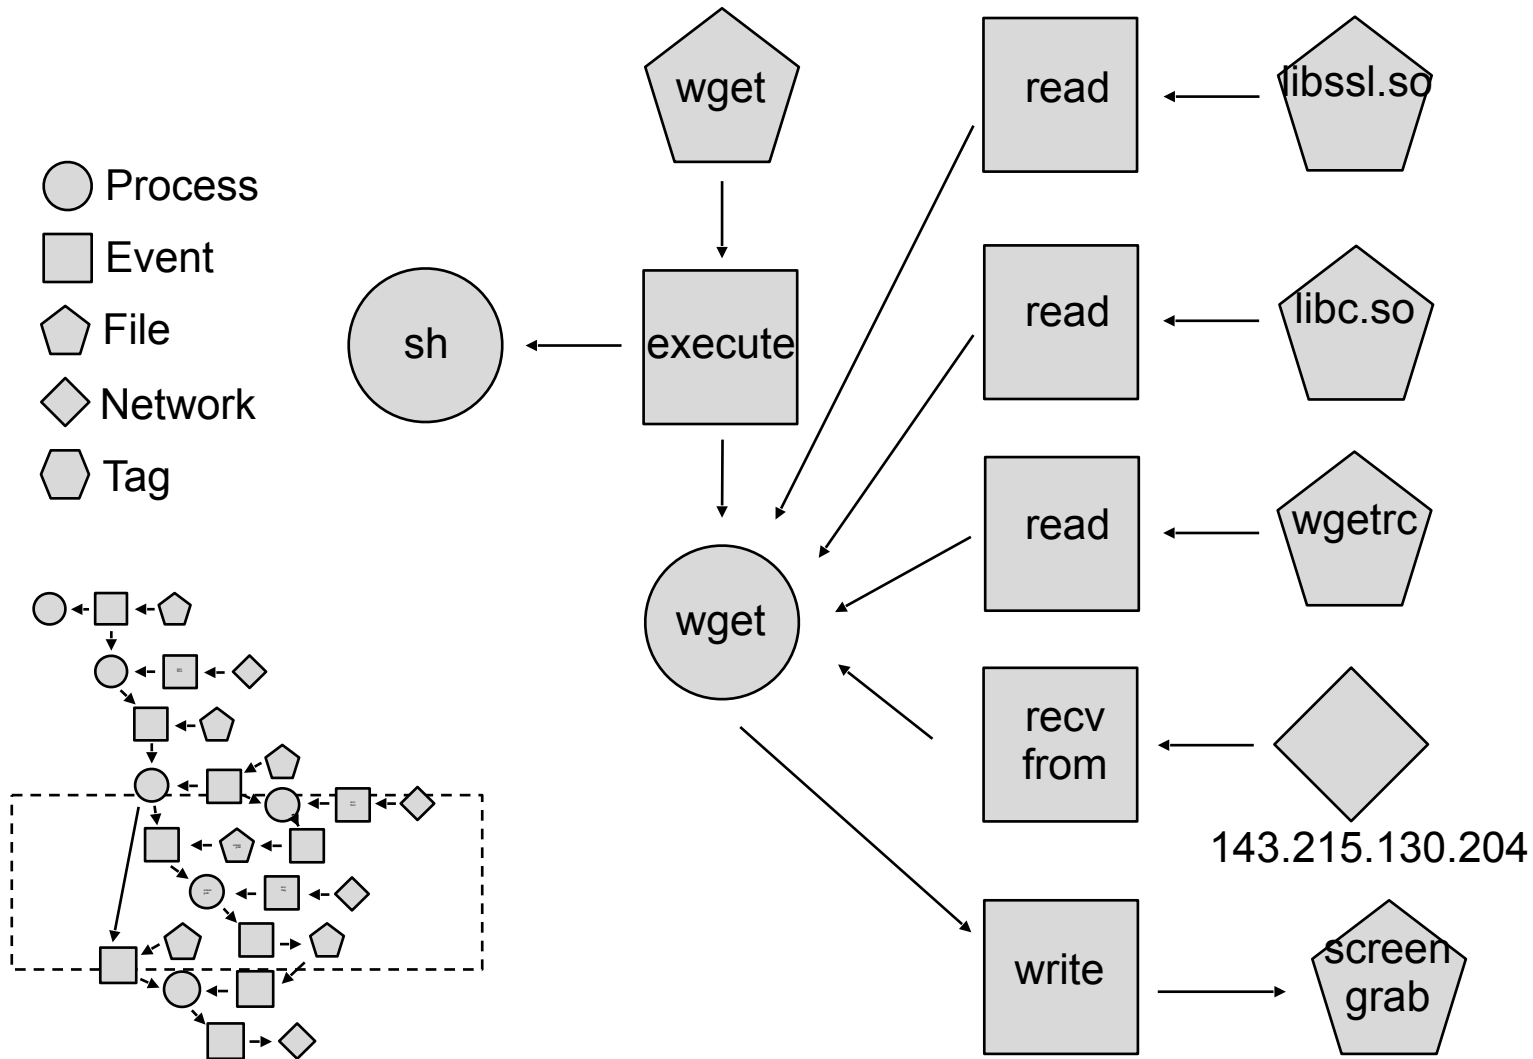 Process
Event
File
Network
Tag
wget
execute
sh
wget
read
libssl.so
read
libc.so
read
wgetrc
recv
from
143.215.130.204
write
screen
grab